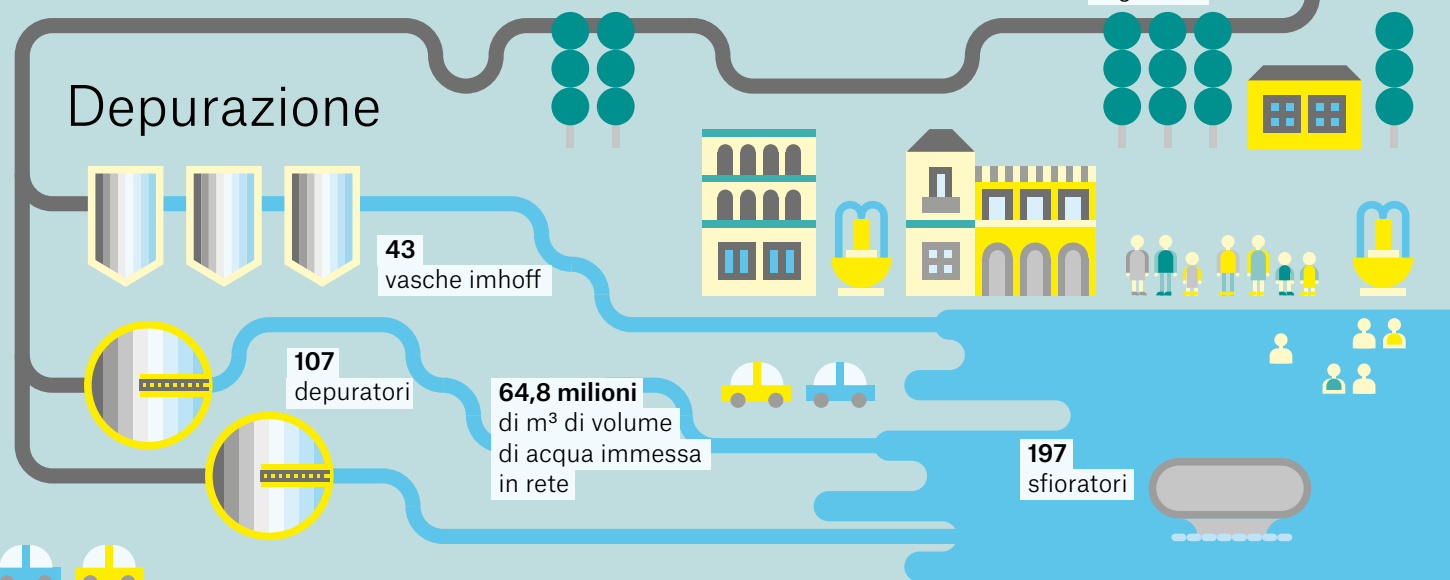 Depurazione
43
vasche imhoff
107
depuratori
64,8 milioni
di m³ di volume
di acqua immessa
in rete
197
sfioratori